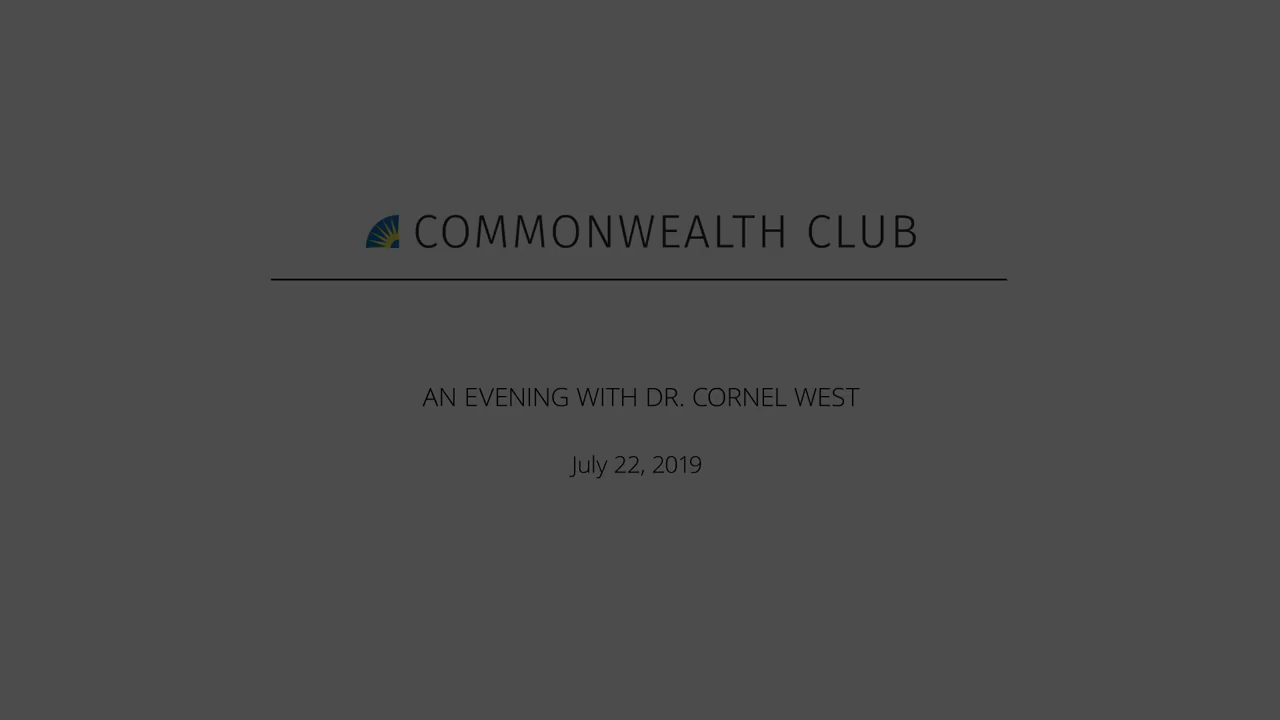 COMMONWEALTH CLUB
AN EVENING WITH DR. CORNEL WEST
July 22, 2019